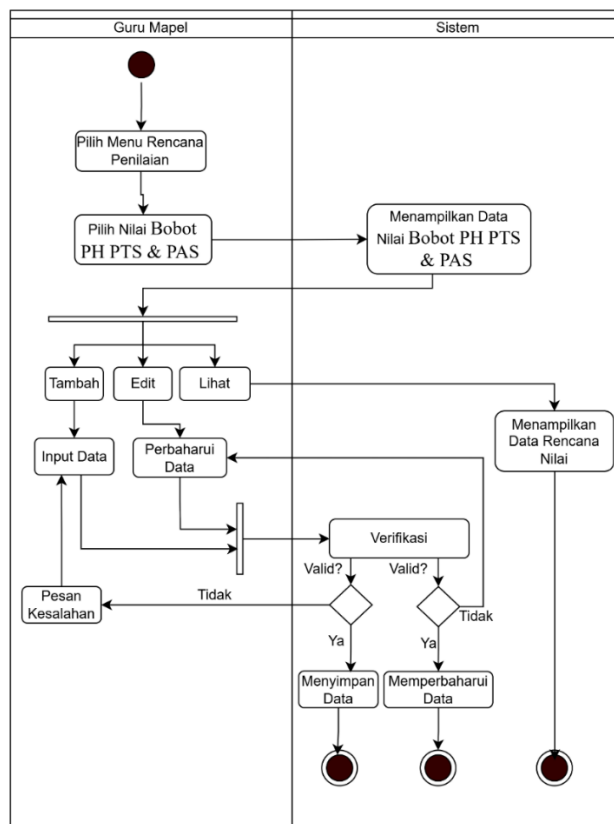 Guru Mapel
Sistem
Pilih Menu Rencana
Penilaian
Pilih Nilai Bobot
PH PTS & PAS
Menampilkan Data
Nilai Bobot PH PTS
& PAS
Tambah
Edit
Lihat
Input Data
Perbaharui
Data
Menampilkan
Data Rencana
Nilai
Verifikasi
Valid?
Valid?
Pesan
Kesalahan
Tidak
Tidak
Ya
Ya
Menyimpan
Data
Memperbaharui
Data